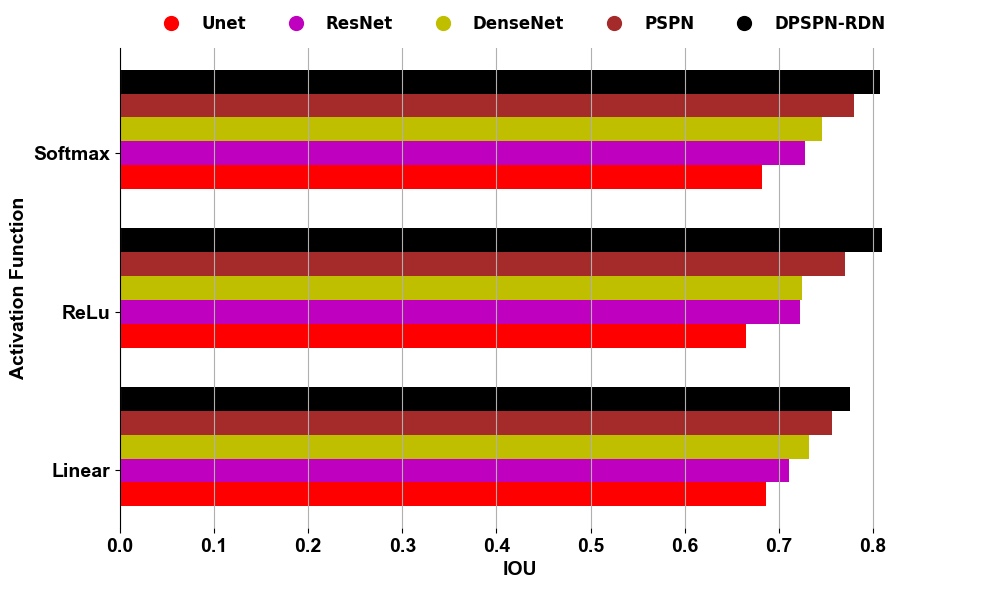 Unet ResNet DenseNet PSPN DPSPN-RDN
Softmax
ReLu
Linear
Activation Function
0.0 0.1 0.2 0.3 0.4 0.5 0.6 0.7 0.8
IOU